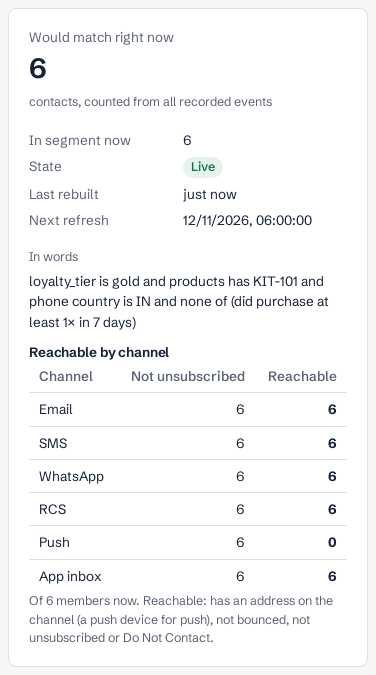 Would match right now
6
contacts, counted from all recorded events
In segment now 6
State Live
Last rebuilt just now
Next refresh 12/11/2026, 06:00:00
In words
loyalty_tier is gold and products has KIT-101 and
phone country is IN and none of (did purchase at
least 1× in 7 days)
Reachable by channel
Channel Not unsubscribed Reachable
Email 6 6
SMS 6 6
WhatsApp 6 6
RCS 6 6
Push 6 0
App inbox 6 6
Of 6 members now. Reachable: has an address on the
channel (a push device for push), not bounced, not
unsubscribed or Do Not Contact.